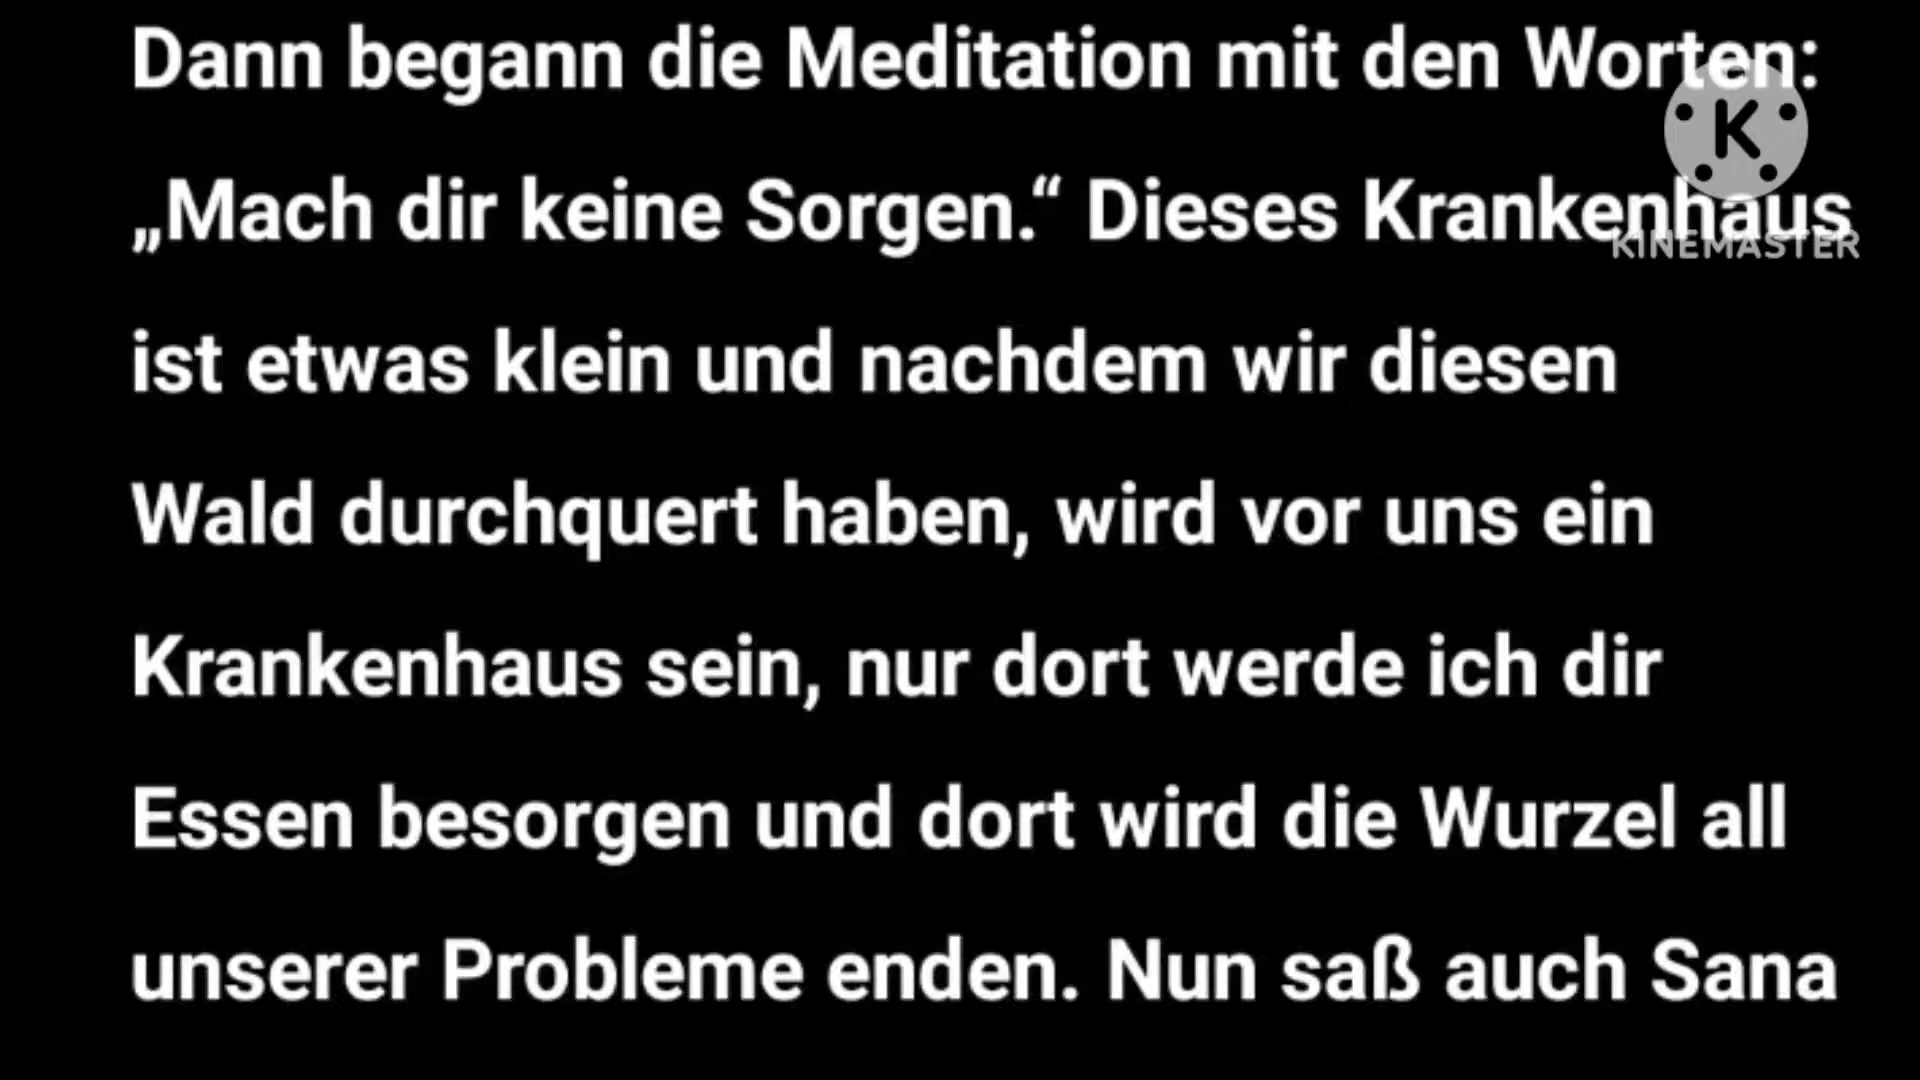 Dann begann die Meditation mit den Worten:
„Mach dir keine Sorgen.“ Dieses Krankenhaus
KINEMASTER
ist etwas klein und nachdem wir diesen
Wald durchquert haben, wird vor uns ein
Krankenhaus sein, nur dort werde ich dir
Essen besorgen und dort wird die Wurzel all
unserer Probleme enden. Nun saß auch Sana